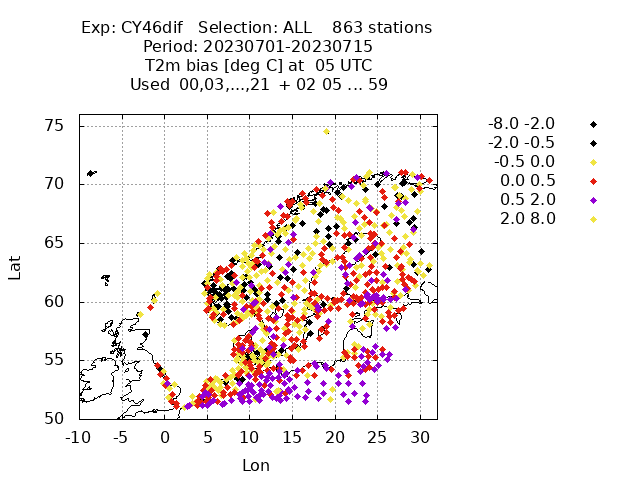 Exp: CY46dif   Selection: ALL    863 stations
Period: 20230701-20230715
T2m bias [deg C] at  05 UTC
Used  00,03,...,21  + 02 05 ... 59
75
70
65
60
55
50
-10 -5 0 5 10 15 20 25 30
Lat
Lon
-8.0 -2.0
-2.0 -0.5
-0.5 0.0
0.0 0.5
0.5 2.0
2.0 8.0